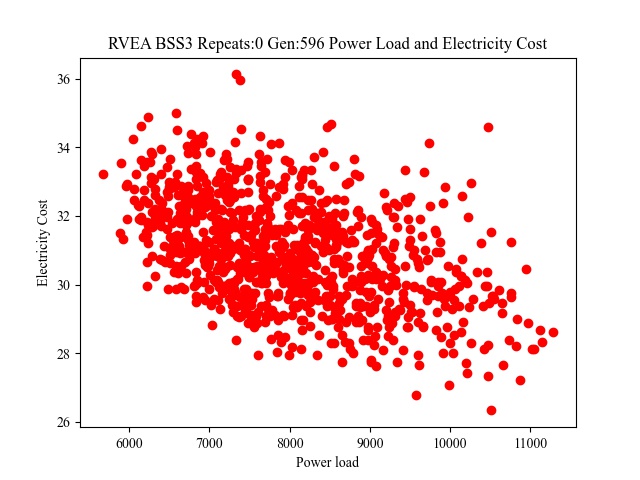 RVEA BSS3 Repeats:0 Gen:596 Power Load and Electricity Cost
36
34
32
30
28
26
Electricity Cost
6000 7000 8000 9000 10000 11000
Power load